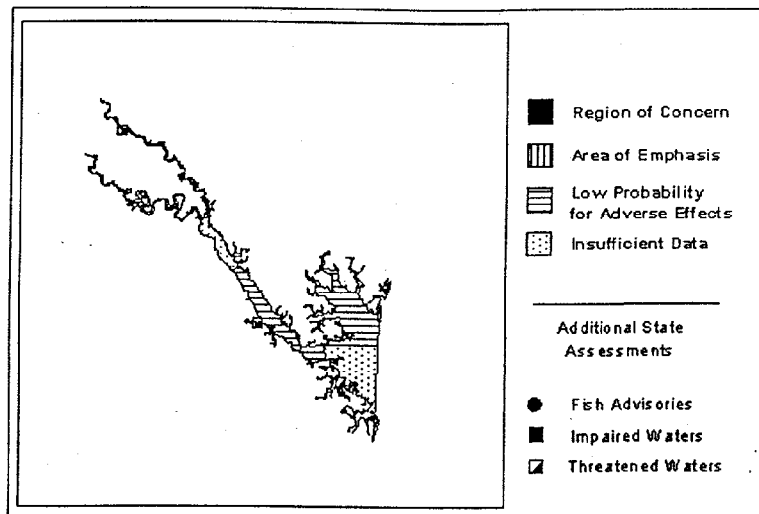 Region of Concern
Area of Emphasis
Low Probability
for Adverse Effects
Insufficient Data
Additional State
Assessments
Fish Advisories
Impaired Waters
Threatened Waters